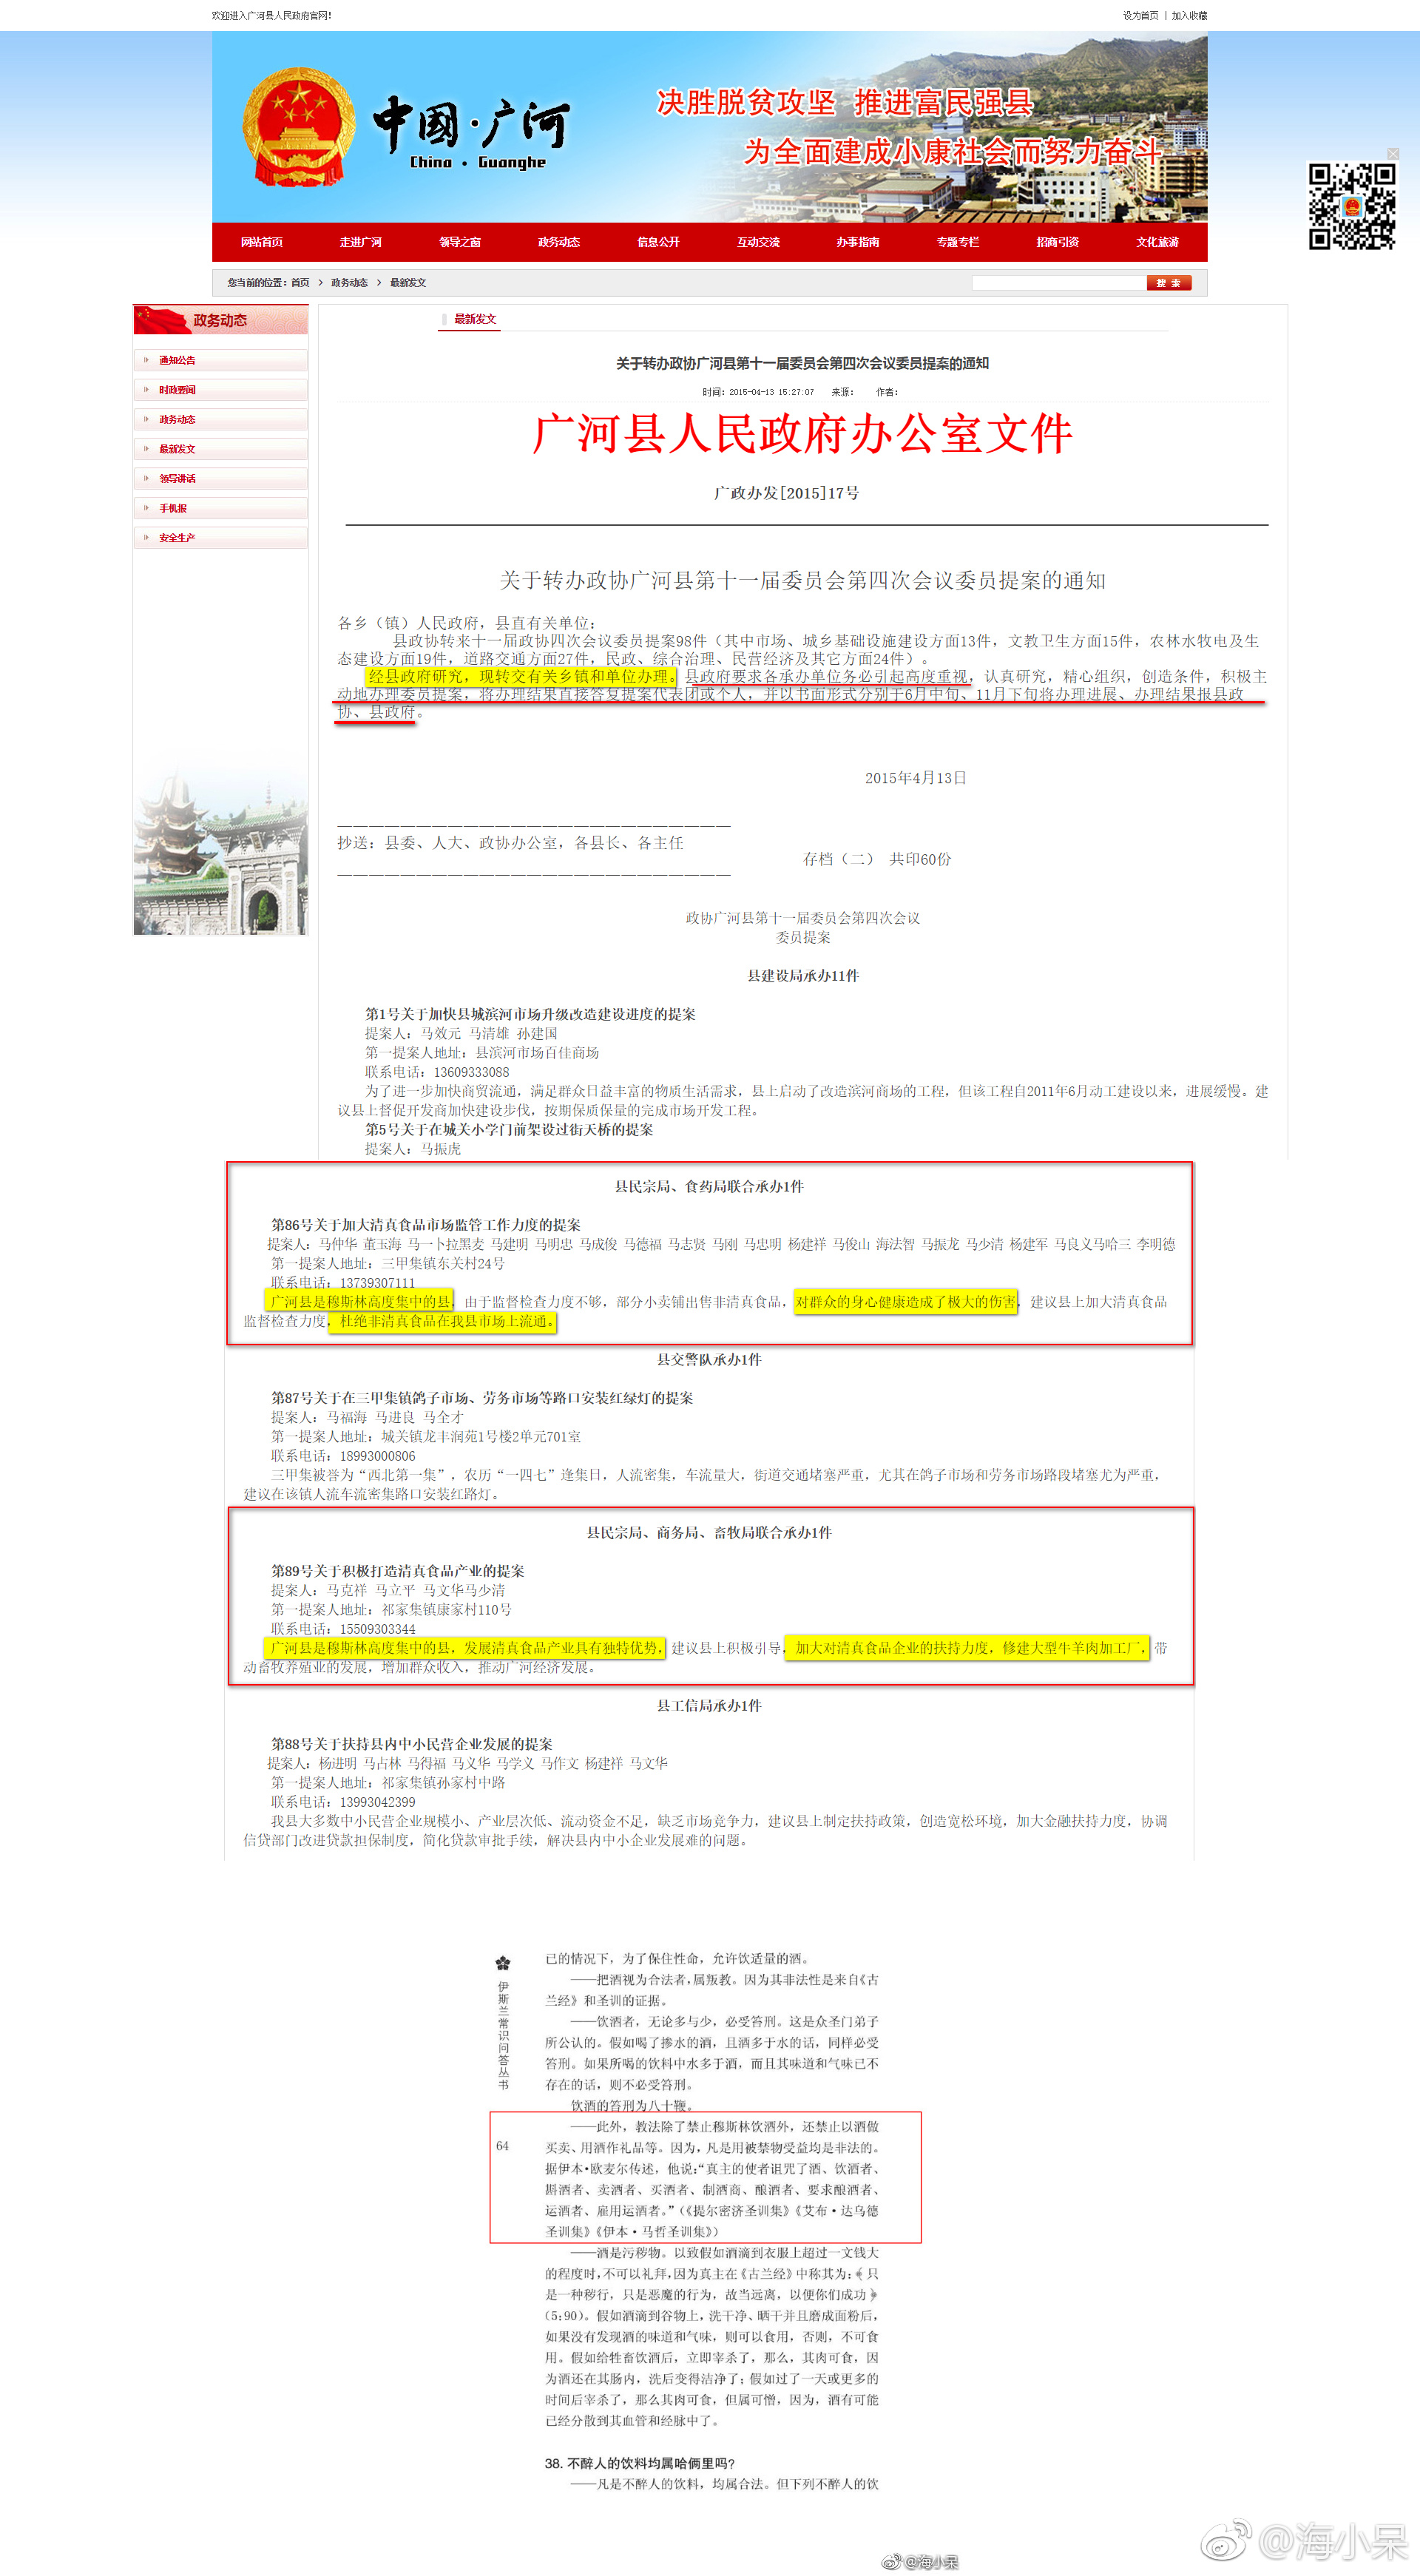 欢迎进入广河县人民政府官网!
设为首页 | 加入收藏
中国·广河
China · Guanghe
决胜脱贫攻坚 推进富民强县
为全面建成小康社会而努力奋斗
网站首页 走进广河 领导之窗 政务动态 信息公开 互动交流 办事指南 专题专栏 招商引资 文化旅游
您当前的位置：首页 > 政务动态 > 最新发文
搜 索
政务动态
通知公告
时政要闻
政务动态
最新发文
领导讲话
手机报
安全生产
最新发文
关于转办政协广河县第十一届委员会第四次会议委员提案的通知
时间：2015-04-13 15:27:07 来源： 作者：
广河县人民政府办公室文件
广政办发[2015]17号
关于转办政协广河县第十一届委员会第四次会议委员提案的通知
各乡（镇）人民政府，县直有关单位：
县政协转来十一届政协四次会议委员提案98件（其中市场、城乡基础设施建设方面13件，文教卫生方面15件，农林水牧电及生
态建设方面19件，道路交通方面27件，民政、综合治理、民营经济及其它方面24件）。
经县政府研究，现转交有关乡镇和单位办理。县政府要求各承办单位务必引起高度重视，认真研究，精心组织，创造条件，积极主
动地办理委员提案，将办理结果直接答复提案代表团或个人，并以书面形式分别于6月中旬、11月下旬将办理进展、办理结果报县政
协、县政府。
2015年4月13日
抄送：县委、人大、政协办公室，各县长、各主任
存档（二） 共印60份
政协广河县第十一届委员会第四次会议
委员提案
县建设局承办11件
第1号关于加快县城滨河市场升级改造建设进度的提案
提案人：马效元 马清雄 孙建国
第一提案人地址：县滨河市场百佳商场
联系电话：13609333088
为了进一步加快商贸流通，满足群众日益丰富的物质生活需求，县上启动了改造滨河商场的工程，但该工程自2011年6月动工建设以来，进展缓慢。建
议县上督促开发商加快建设步伐，按期保质保量的完成市场开发工程。
第5号关于在城关小学门前架设过街天桥的提案
提案人：马振虎
县民宗局、食药局联合承办1件
第86号关于加大清真食品市场监管工作力度的提案
提案人：马仲华 董玉海 马一卜拉黑麦 马建明 马明忠 马成俊 马德福 马志贤 马刚 马忠明 杨建祥 马俊山 海法智 马振龙 马少清 杨建军 马良义马哈三 李明德
第一提案人地址：三甲集镇东关村24号
联系电话：13739307111
广河县是穆斯林高度集中的县，由于监督检查力度不够，部分小卖铺出售非清真食品，对群众的身心健康造成了极大的伤害，建议县上加大清真食品
监督检查力度，杜绝非清真食品在我县市场上流通。
县交警队承办1件
第87号关于在三甲集镇鸽子市场、劳务市场等路口安装红绿灯的提案
提案人：马福海 马进良 马全才
第一提案人地址：城关镇龙丰润苑1号楼2单元701室
联系电话：18993000806
三甲集被誉为“西北第一集”，农历“一四七”逢集日，人流密集，车流量大，街道交通堵塞严重，尤其在鸽子市场和劳务市场路段堵塞尤为严重，
建议在该镇人流车流密集路口安装红路灯。
县民宗局、商务局、畜牧局联合承办1件
第89号关于积极打造清真食品产业的提案
提案人：马克祥 马立平 马文华马少清
第一提案人地址：祁家集镇康家村110号
联系电话：15509303344
广河县是穆斯林高度集中的县，发展清真食品产业具有独特优势，建议县上积极引导，加大对清真食品企业的扶持力度，修建大型牛羊肉加工厂，带
动畜牧养殖业的发展，增加群众收入，推动广河经济发展。
县工信局承办1件
第88号关于扶持县内中小民营企业发展的提案
提案人：杨进明 马占林 马得福 马义华 马学义 马作文 杨建祥 马文华
第一提案人地址：祁家集镇孙家村中路
联系电话：13993042399
我县大多数中小民营企业规模小、产业层次低、流动资金不足，缺乏市场竞争力，建议县上制定扶持政策，创造宽松环境，加大金融扶持力度，协调
信贷部门改进贷款担保制度，简化贷款审批手续，解决县内中小企业发展难的问题。
伊斯兰常识问答丛书
64
已的情况下，为了保住性命，允许饮适量的酒。
——把酒视为合法者，属叛教。因为其非法性是来自《古
兰经》和圣训的证据。
——饮酒者，无论多与少，必受笞刑。这是众圣门弟子
所公认的。假如喝了掺水的酒，且酒多于水的话，同样必受
笞刑。如果所喝的饮料中水多于酒，而且其味道和气味已不
存在的话，则不必受笞刑。
饮酒的笞刑为八十鞭。
——此外，教法除了禁止穆斯林饮酒外，还禁止以酒做
买卖、用酒作礼品等。因为，凡是用被禁物受益均是非法的。
据伊本·欧麦尔传述，他说：“真主的使者诅咒了酒、饮酒者、
斟酒者、卖酒者、买酒者、制酒商、酿酒者、要求酿酒者、
运酒者、雇用运酒者。”（《提尔密济圣训集》《艾布·达乌德
圣训集》《伊本·马哲圣训集》）
——酒是污秽物。以致假如酒滴到衣服上超过一文钱大
的程度时，不可以礼拜，因为真主在《古兰经》中称其为：﴾只
是一种秽行，只是恶魔的行为，故当远离，以便你们成功﴿
（5:90）。假如酒滴到谷物上，洗干净、晒干并且磨成面粉后，
如果没有发现酒的味道和气味，则可以食用，否则，不可食
用。假如给牲畜饮酒后，立即宰杀了，那么，其肉可食，因
为酒还在其肠内，洗后变得洁净了；假如过了一天或更多的
时间后宰杀了，那么其肉可食，但属可憎，因为，酒有可能
已经分散到其血管和经脉中了。
38. 不醉人的饮料均属哈俩里吗?
——凡是不醉人的饮料，均属合法。但下列不醉人的饮
@海小呆
@海小呆